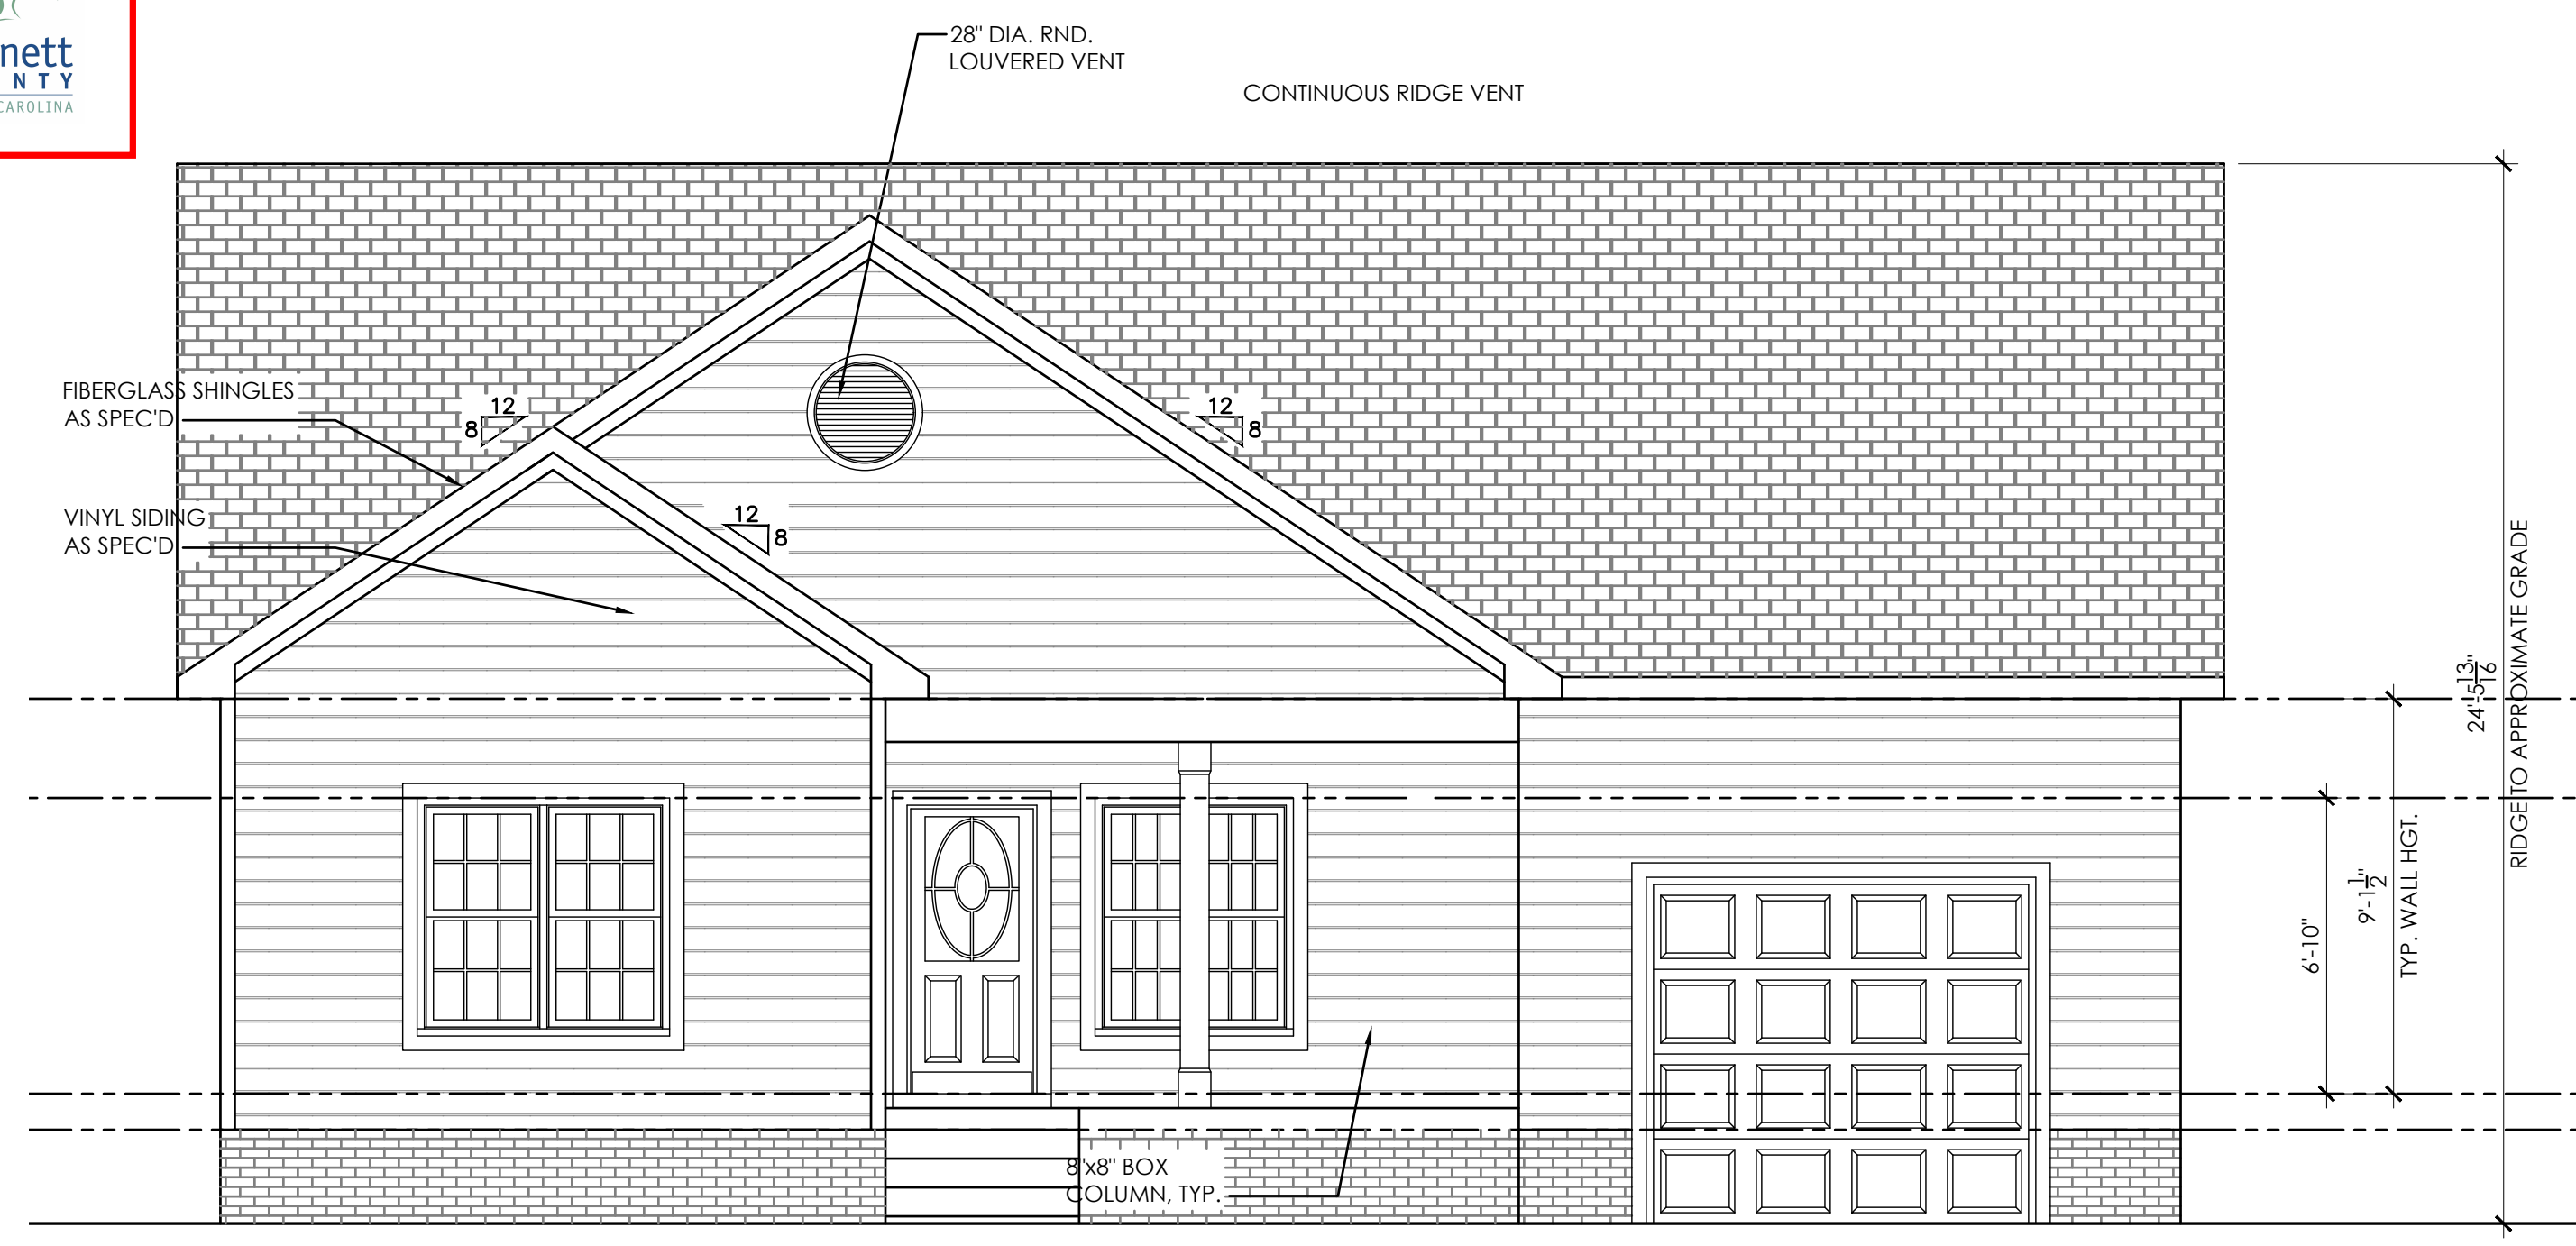 nett
NTY
CAROLINA
28" DIA. RND.
LOUVERED VENT
CONTINUOUS RIDGE VENT
FIBERGLASS SHINGLES
AS SPEC'D
12
8
12
8
VINYL SIDING
AS SPEC'D
12
8
24'-5 13/16"
RIDGE TO APPROXIMATE GRADE
9'-1 1/2"
TYP. WALL HGT.
6'-10"
8"x8" BOX
COLUMN, TYP.